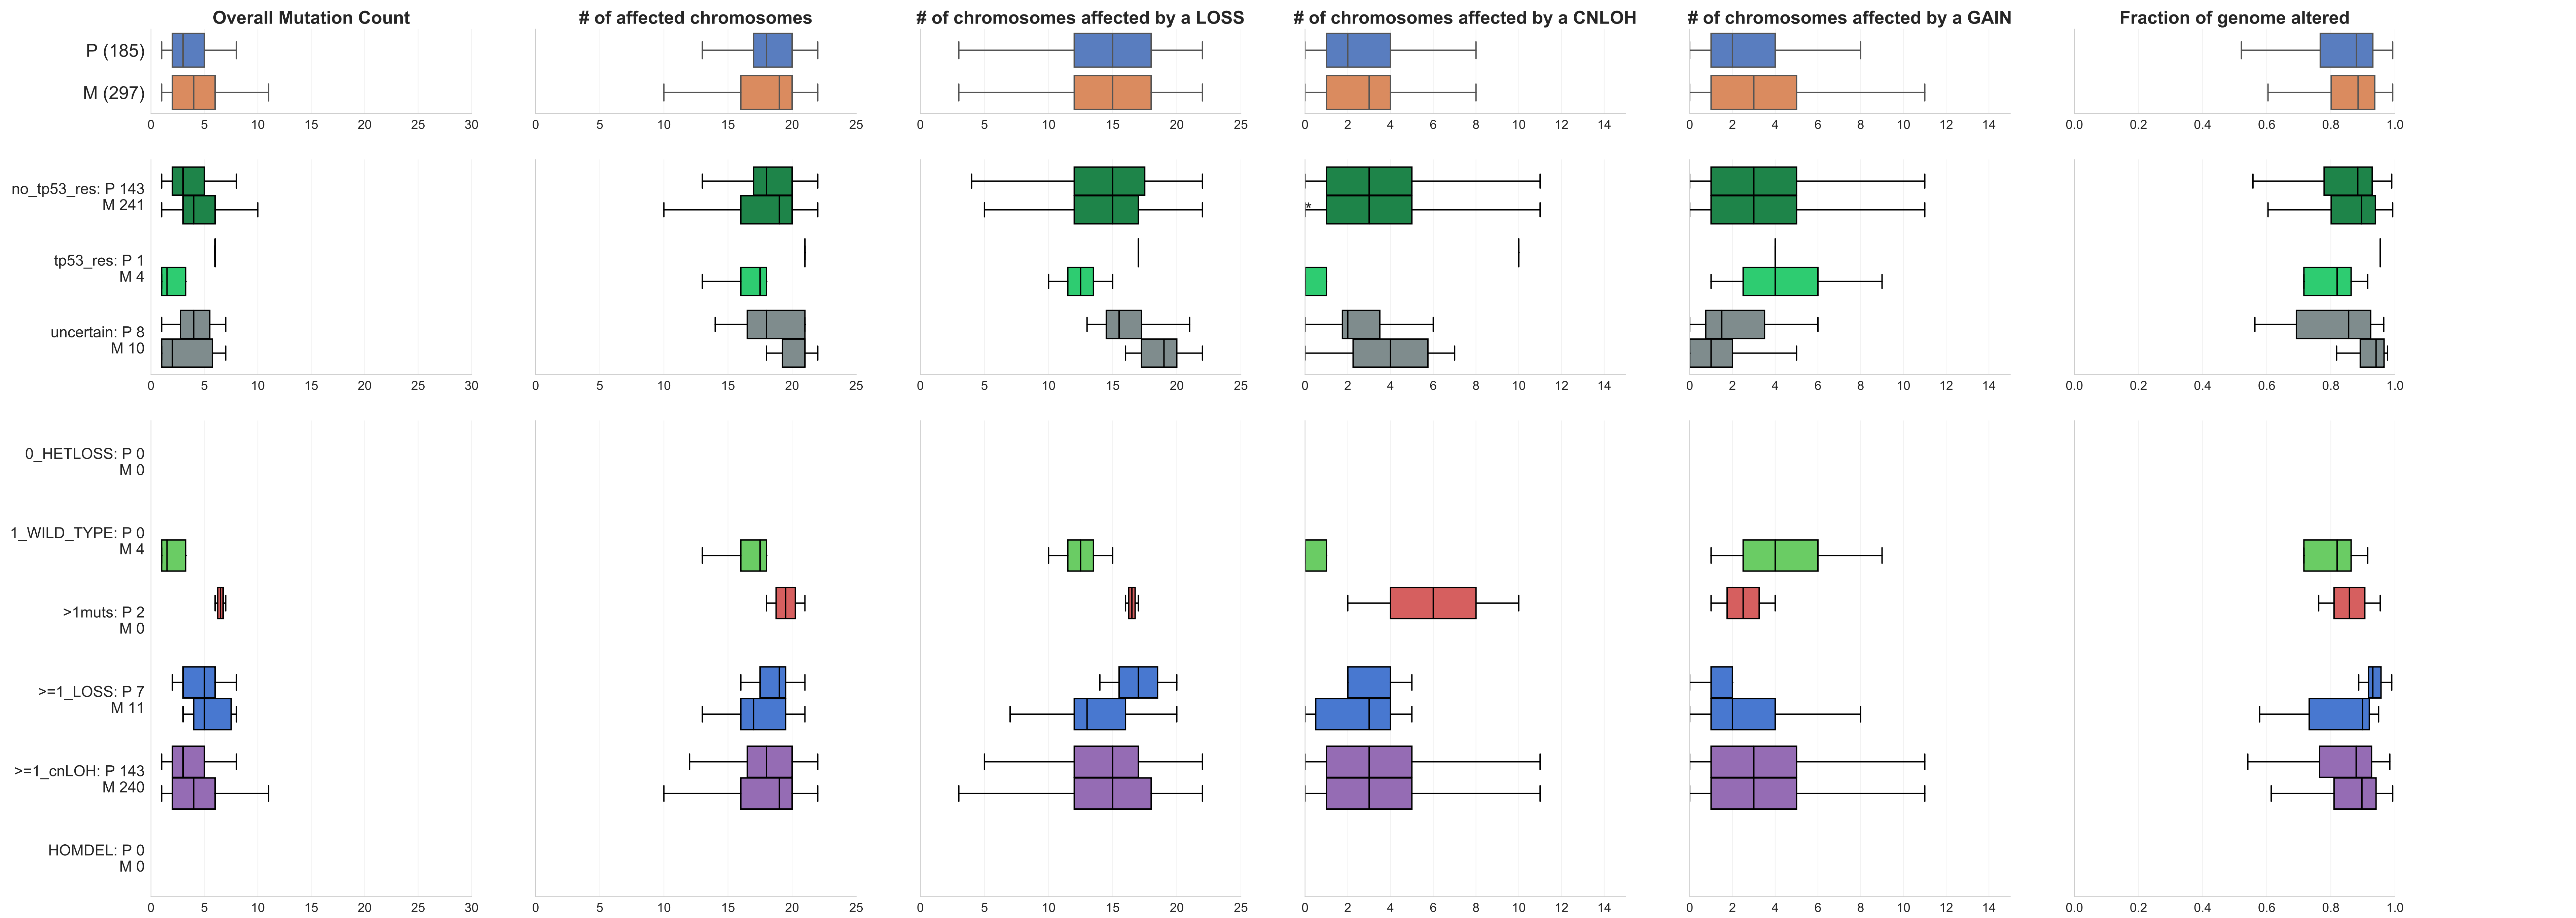 Overall Mutation Count
# of affected chromosomes
# of chromosomes affected by a LOSS
# of chromosomes affected by a CNLOH
# of chromosomes affected by a GAIN
Fraction of genome altered
P (185)
M (297)
0 5 10 15 20 25 30
0 5 10 15 20 25
0 5 10 15 20 25
0 2 4 6 8 10 12 14
0 2 4 6 8 10 12 14
0.0 0.2 0.4 0.6 0.8 1.0
no_tp53_res: P 143
M 241
*
tp53_res: P 1
M 4
uncertain: P 8
M 10
0 5 10 15 20 25 30
0 5 10 15 20 25
0 5 10 15 20 25
0 2 4 6 8 10 12 14
0 2 4 6 8 10 12 14
0.0 0.2 0.4 0.6 0.8 1.0
0_HETLOSS: P 0
M 0
1_WILD_TYPE: P 0
M 4
>1muts: P 2
M 0
>=1_LOSS: P 7
M 11
>=1_cnLOH: P 143
M 240
HOMDEL: P 0
M 0
0 5 10 15 20 25 30
0 5 10 15 20 25
0 5 10 15 20 25
0 2 4 6 8 10 12 14
0 2 4 6 8 10 12 14
0.0 0.2 0.4 0.6 0.8 1.0